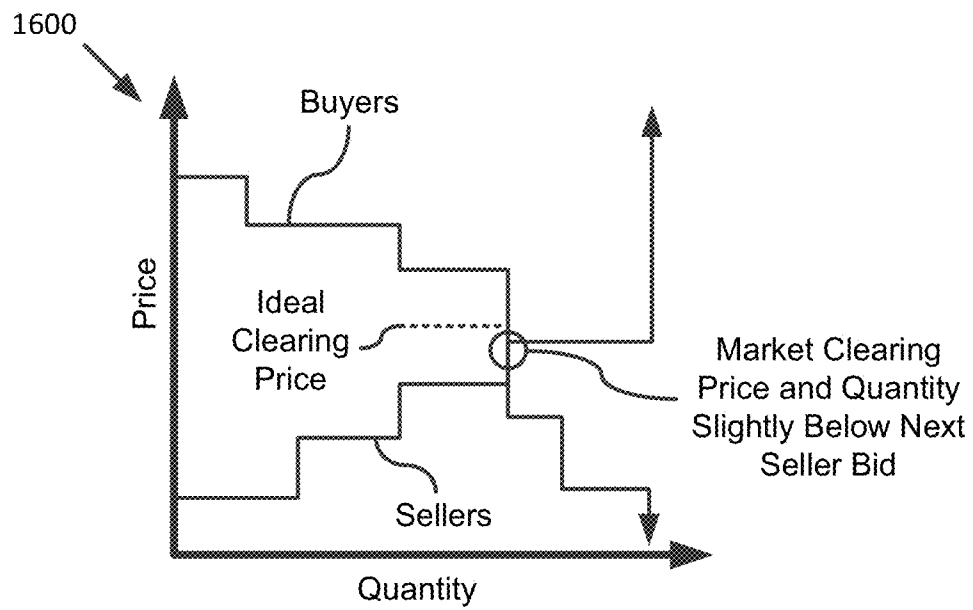 1600
Buyers
Price
Ideal
Clearing
Price
Market Clearing
Price and Quantity
Slightly Below Next
Seller Bid
Sellers
Quantity